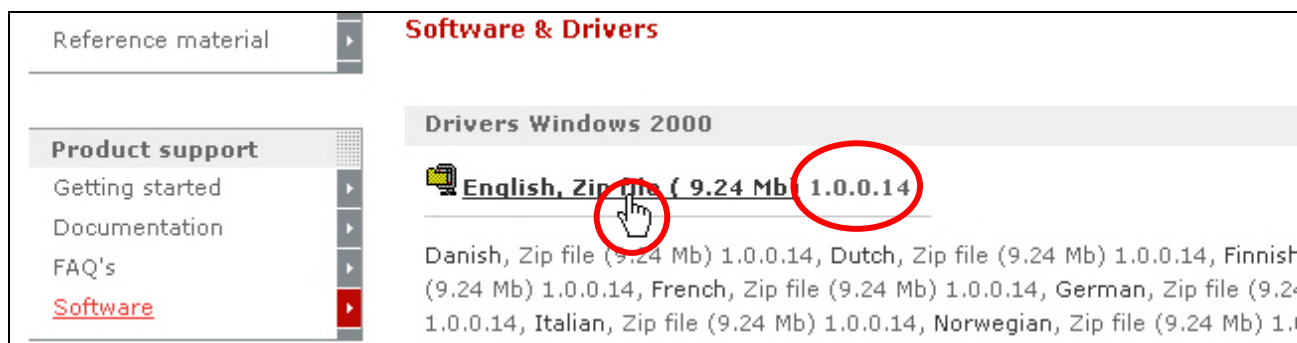 Reference material
Product support
Getting started
Documentation
FAQ's
Software
Software & Drivers
Drivers Windows 2000
English, Zip file ( 9.24 Mb) 1.0.0.14
Danish, Zip file (9.24 Mb) 1.0.0.14, Dutch, Zip file (9.24 Mb) 1.0.0.14, Finnish
(9.24 Mb) 1.0.0.14, French, Zip file (9.24 Mb) 1.0.0.14, German, Zip file (9.24
1.0.0.14, Italian, Zip file (9.24 Mb) 1.0.0.14, Norwegian, Zip file (9.24 Mb)